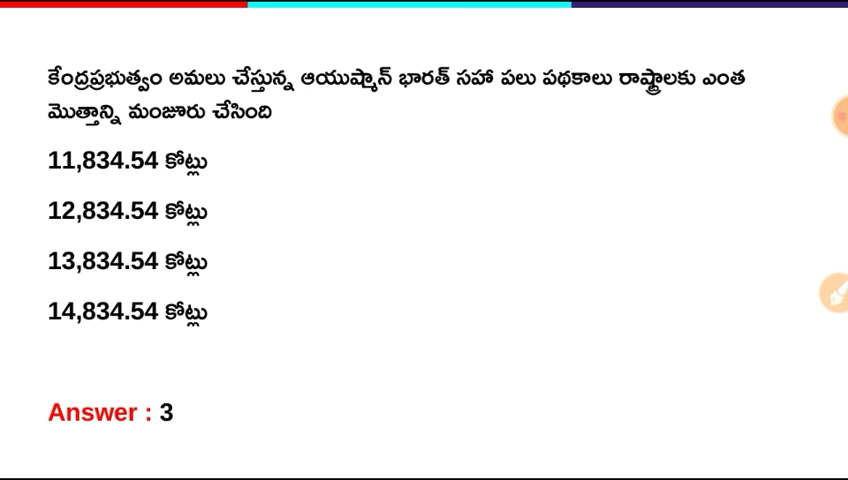 కేంద్రప్రభుత్వం అమలు చేస్తున్న ఆయుష్మాన్ భారత్ సహా పలు పథకాలు రాష్ట్రాలకు ఎంత
మొత్తాన్ని మంజూరు చేసింది
11,834.54 కోట్లు
12,834.54 కోట్లు
13,834.54 కోట్లు
14,834.54 కోట్లు
Answer : 3